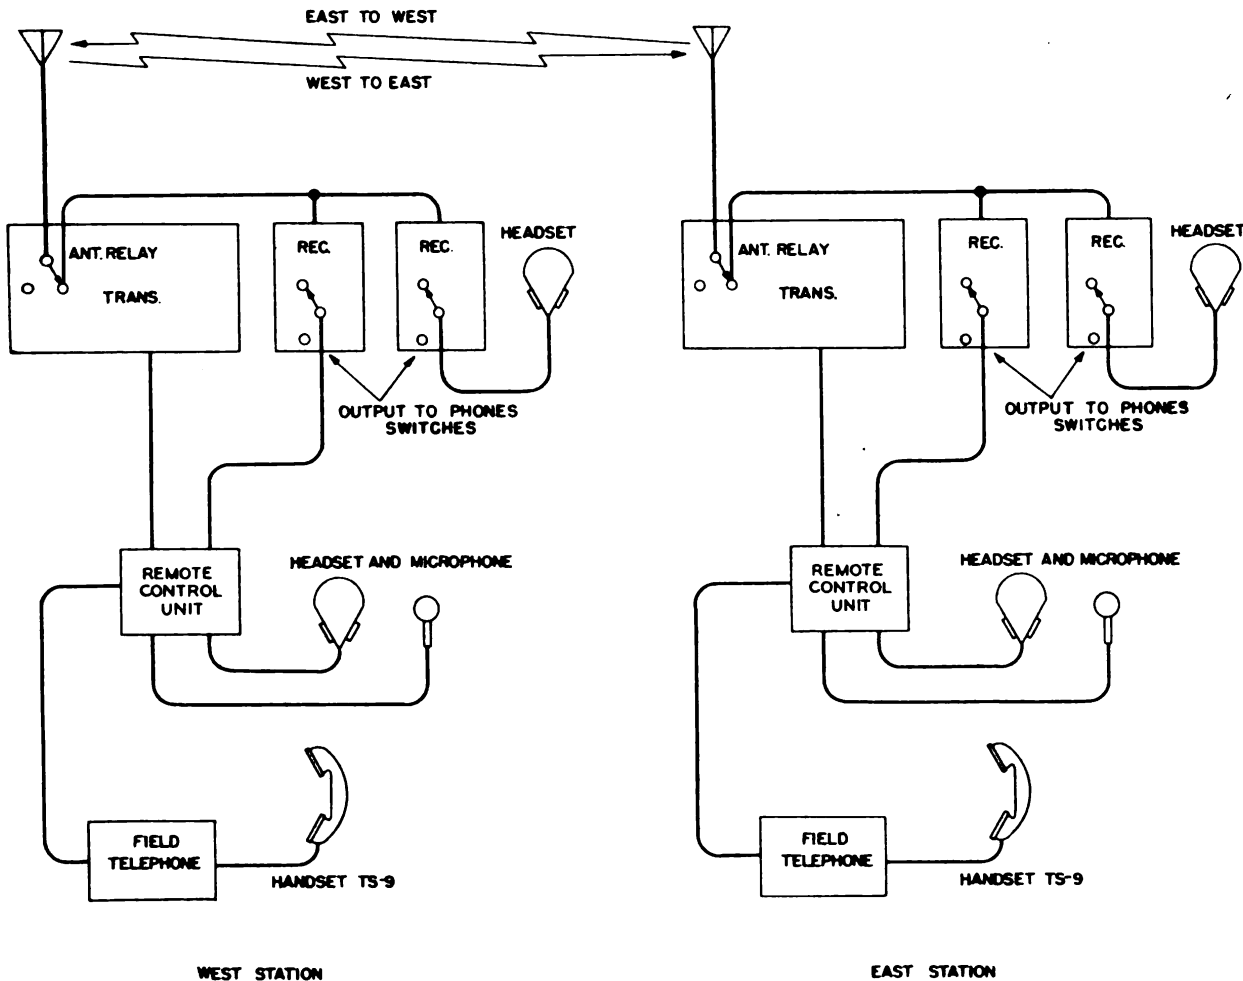 EAST TO WEST
WEST TO EAST
ANT. RELAY
TRANS.
REC.
REC.
HEADSET
OUTPUT TO PHONES
SWITCHES
REMOTE
CONTROL
UNIT
HEADSET AND MICROPHONE
FIELD
TELEPHONE
HANDSET TS-9
WEST STATION
ANT. RELAY
TRANS.
REC.
REC.
HEADSET
OUTPUT TO PHONES
SWITCHES
REMOTE
CONTROL
UNIT
HEADSET AND MICROPHONE
FIELD
TELEPHONE
HANDSET TS-9
EAST STATION